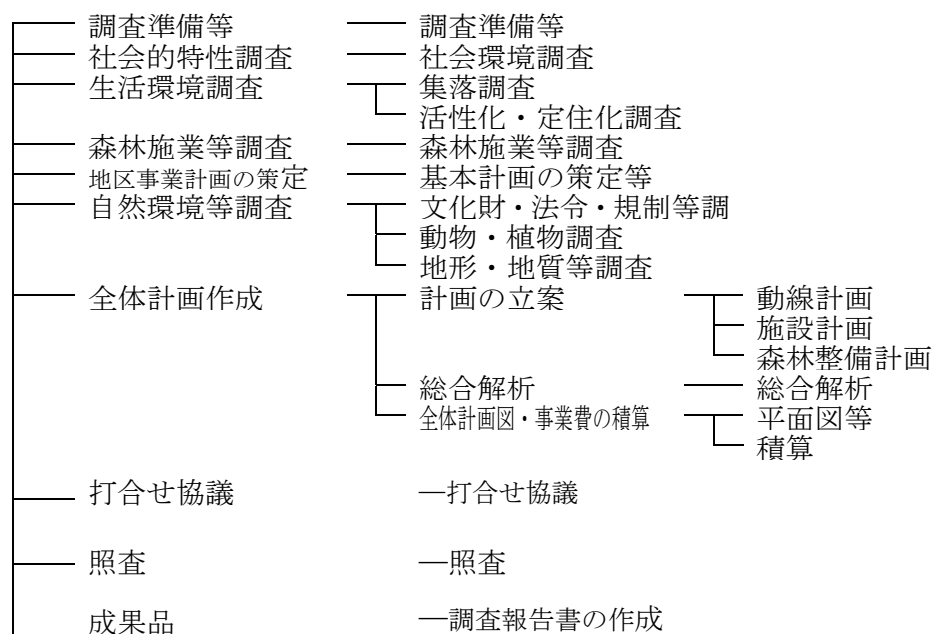 調査準備等 調査準備等
社会的特性調査 社会環境調査
生活環境調査 集落調査
活性化・定住化調査
森林施業等調査 森林施業等調査
地区事業計画の策定 基本計画の策定等
自然環境等調査 文化財・法令・規制等調
動物・植物調査
地形・地質等調査
全体計画作成 計画の立案 動線計画
施設計画
森林整備計画
総合解析 総合解析
全体計画図・事業費の積算 平面図等
積算
打合せ協議 ―打合せ協議
照査 ―照査
成果品 ―調査報告書の作成